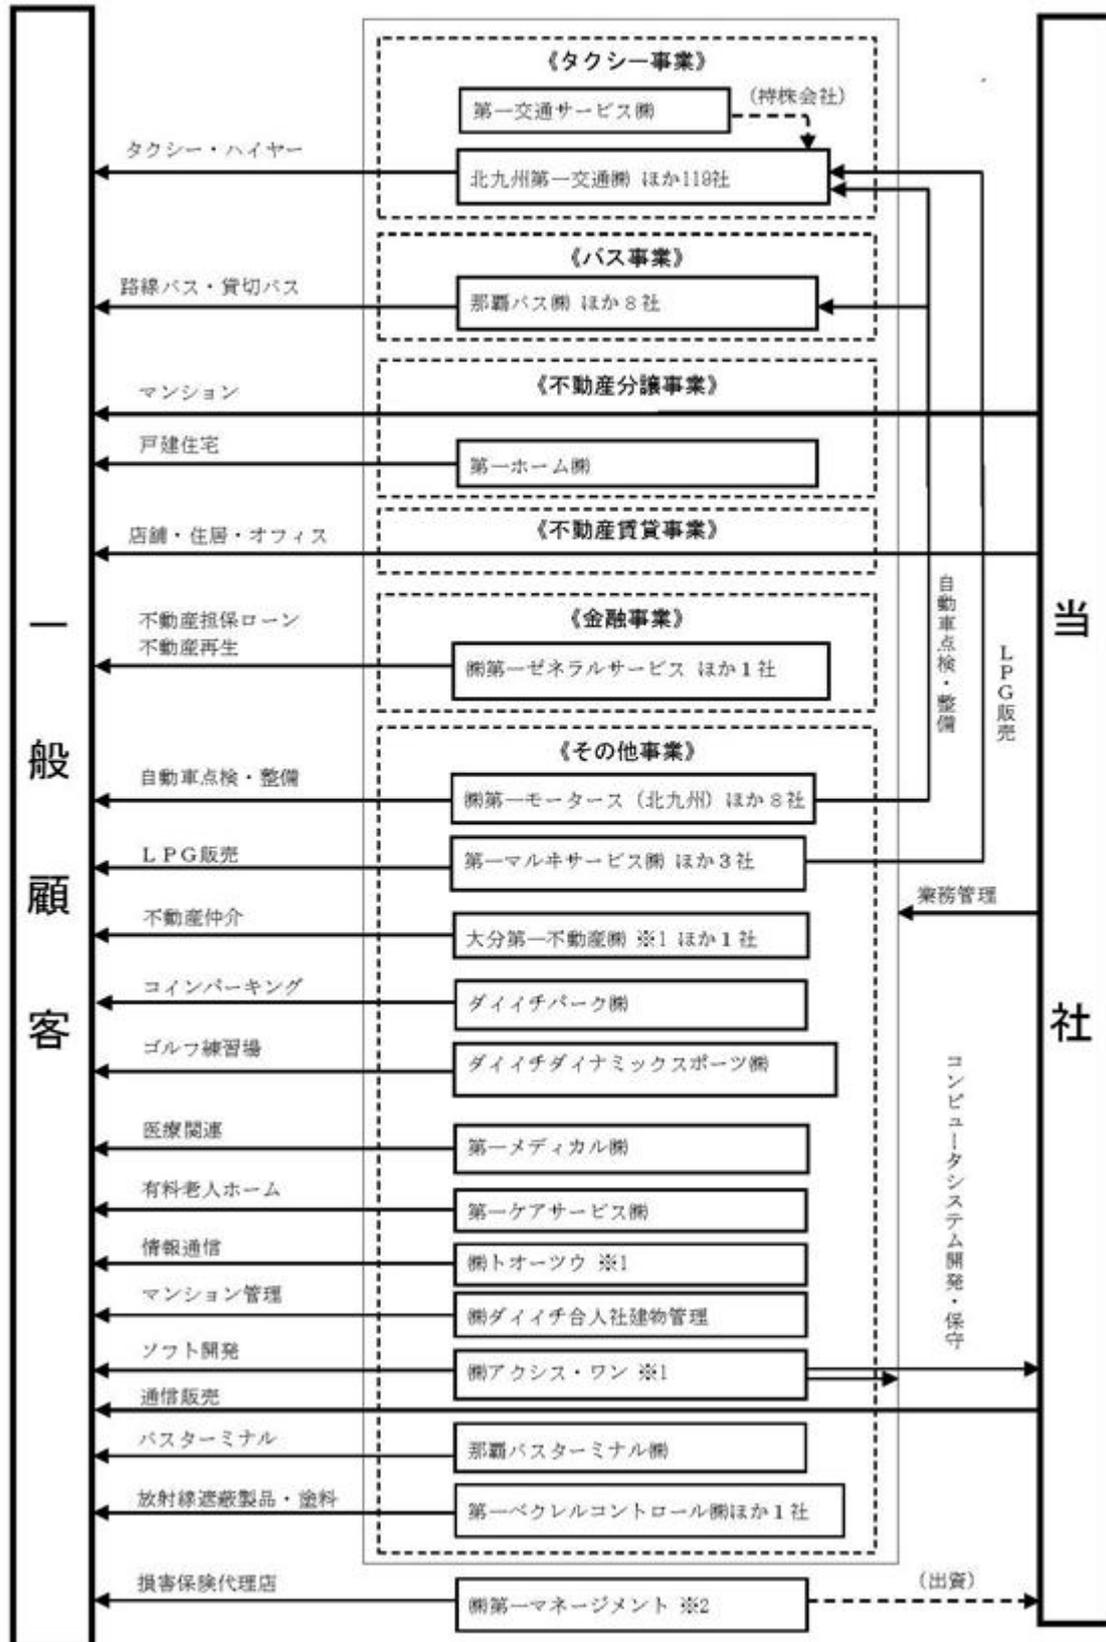 一般顧客
当社
《タクシー事業》
第一交通サービス㈱
(持株会社)
タクシー・ハイヤー
北九州第一交通㈱ ほか119社
《バス事業》
路線バス・貸切バス
那覇バス㈱ ほか8社
《不動産分譲事業》
マンション
戸建住宅
第一ホーム㈱
《不動産賃貸事業》
店舗・住居・オフィス
《金融事業》
不動産担保ローン
不動産再生
㈱第一ゼネラルサービス ほか1社
自動車点検・整備
LPG販売
《その他事業》
自動車点検・整備
㈱第一モータース（北九州）ほか8社
LPG販売
第一マルヰサービス㈱ ほか3社
業務管理
不動産仲介
大分第一不動産㈱ ※1 ほか1社
コインパーキング
ダイイチパーク㈱
ゴルフ練習場
ダイイチダイナミックスポーツ㈱
コンピュータシステム開発・保守
医療関連
第一メディカル㈱
有料老人ホーム
第一ケアサービス㈱
情報通信
㈱トオーツウ ※1
マンション管理
㈱ダイイチ合人社建物管理
ソフト開発
㈱アクシス・ワン ※1
通信販売
バスターミナル
那覇バスターミナル㈱
放射線遮蔽製品・塗料
第一ベクレルコントロール㈱ほか1社
損害保険代理店
㈱第一マネージメント ※2
(出資)